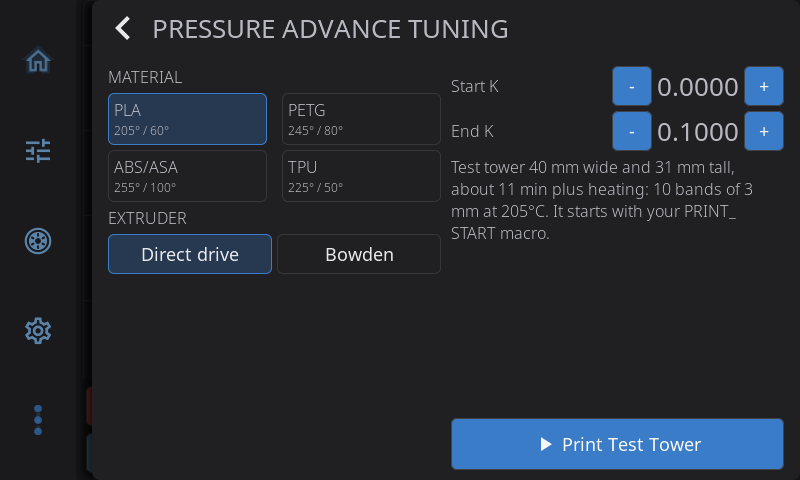 PRESSURE ADVANCE TUNING
MATERIAL
PLA
205° / 60°
PETG
245° / 80°
ABS/ASA
255° / 100°
TPU
225° / 50°
EXTRUDER
Direct drive
Bowden
Start K
- 0.0000 +
End K
- 0.1000 +
Test tower 40 mm wide and 31 mm tall,
about 11 min plus heating: 10 bands of 3
mm at 205°C. It starts with your PRINT_
START macro.
Print Test Tower